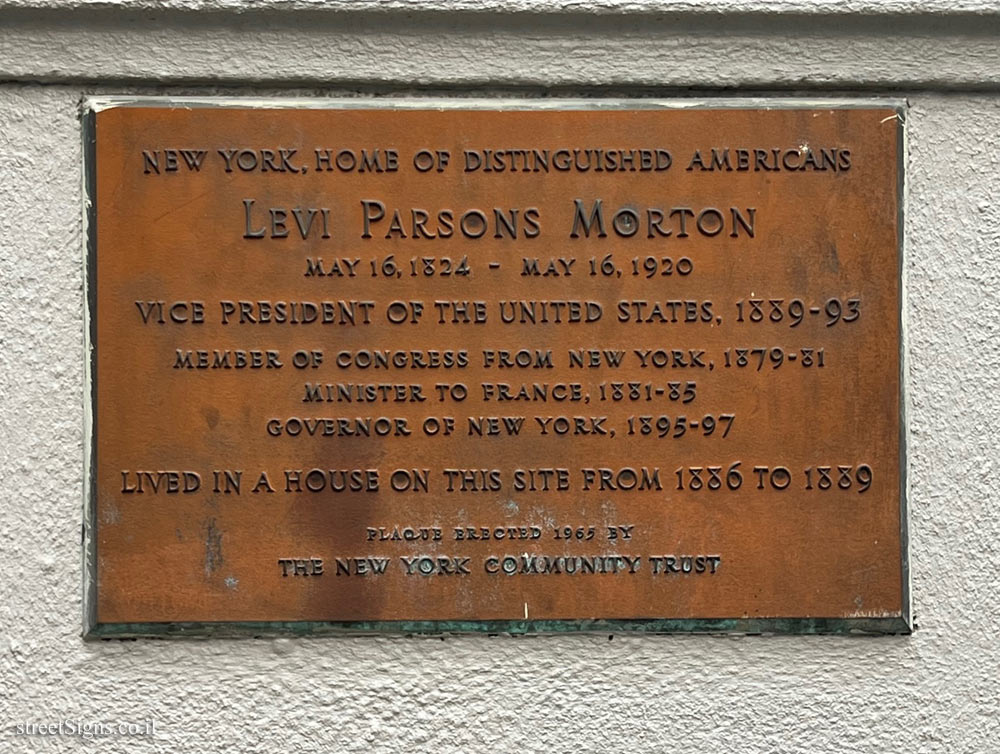 NEW YORK, HOME OF DISTINGUISHED AMERICANS
LEVI PARSONS MORTON
MAY 16, 1824 - MAY 16, 1920
VICE PRESIDENT OF THE UNITED STATES, 1889-93
MEMBER OF CONGRESS FROM NEW YORK, 1879-81
MINISTER TO FRANCE, 1881-85
GOVERNOR OF NEW YORK, 1895-97
LIVED IN A HOUSE ON THIS SITE FROM 1886 TO 1889
PLAQUE ERECTED 1965 BY
THE NEW YORK COMMUNITY TRUST
streetSigns.co.il